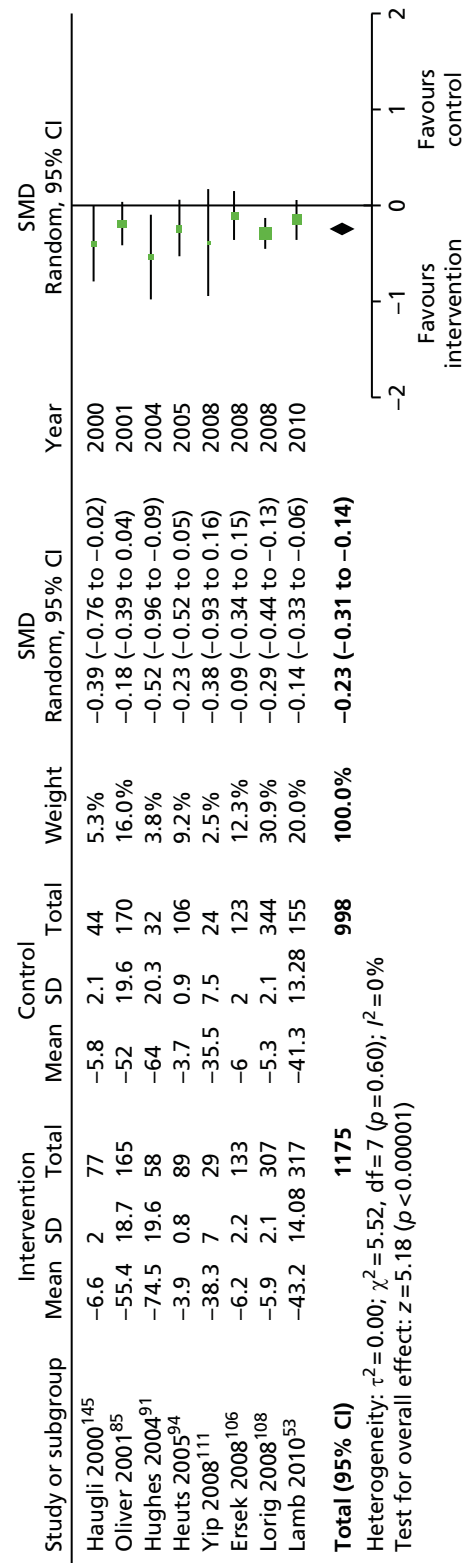 Intervention Control SMD SMD
Study or subgroup Mean SD Total Mean SD Total Weight Random, 95% CI Year Random, 95% CI
Haugli 2000¹⁴⁵ −6.6 2 77 −5.8 2.1 44 5.3% −0.39 (−0.76 to −0.02) 2000
Oliver 2001⁸⁵ −55.4 18.7 165 −52 19.6 170 16.0% −0.18 (−0.39 to 0.04) 2001
Hughes 2004⁹¹ −74.5 19.6 58 −64 20.3 32 3.8% −0.52 (−0.96 to −0.09) 2004
Heuts 2005⁹⁴ −3.9 0.8 89 −3.7 0.9 106 9.2% −0.23 (−0.52 to 0.05) 2005
Yip 2008¹¹¹ −38.3 7 29 −35.5 7.5 24 2.5% −0.38 (−0.93 to 0.16) 2008
Ersek 2008¹⁰⁶ −6.2 2.2 133 −6 2 123 12.3% −0.09 (−0.34 to 0.15) 2008
Lorig 2008¹⁰⁸ −5.9 2.1 307 −5.3 2.1 344 30.9% −0.29 (−0.44 to −0.13) 2008
Lamb 2010⁵³ −43.2 14.08 317 −41.3 13.28 155 20.0% −0.14 (−0.33 to −0.06) 2010
Total (95% CI) 1175 998 100.0% −0.23 (−0.31 to −0.14)
Heterogeneity: τ²=0.00; χ²=5.52, df=7 (p=0.60); I²=0%
Test for overall effect: z=5.18 (p<0.00001)
−2 −1 0 1 2
Favours Favours
intervention control